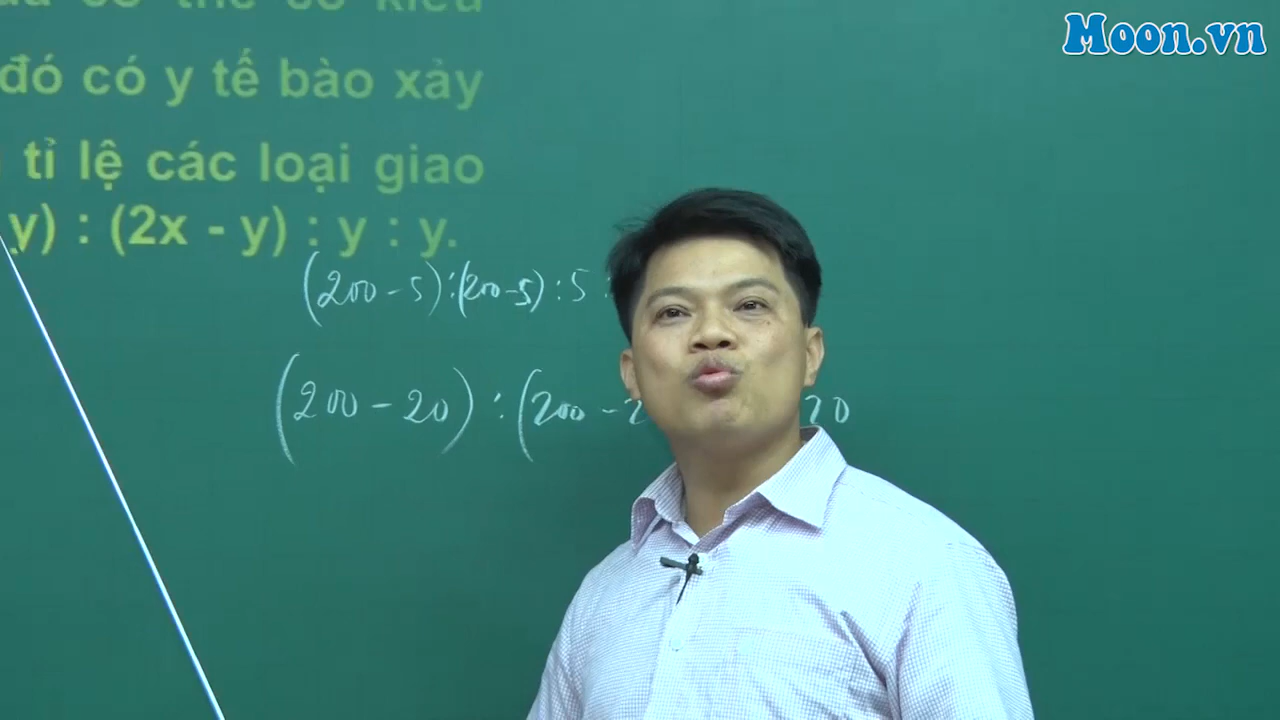 Moon.vn
đó có y tế bào xảy
tỉ lệ các loại giao
y) : (2x - y) : y : y.
(200 - 5) : (200 - 5) : 5 :
(200 - 20) : (200 - 2 20